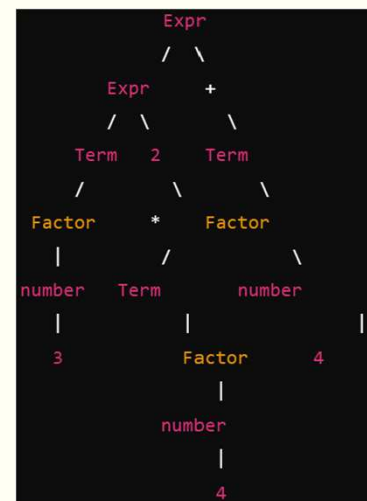 Expr
/ \
Expr +
/ \ \
Term 2 Term
/ \ \
Factor * Factor
| / \
number Term number
| | |
3 Factor 4
|
number
|
4